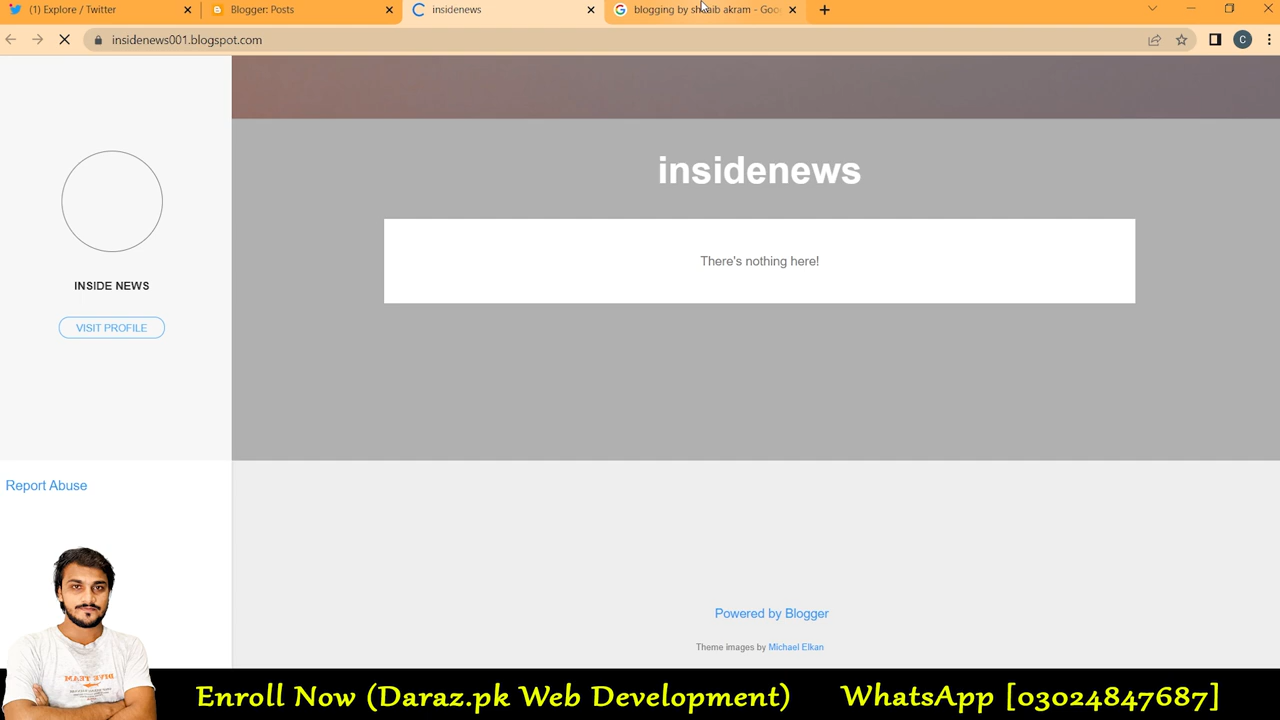 (1) Explore / Twitter
Blogger: Posts
insidenews
blogging by shoaib akram - Goo
insidenews001.blogspot.com
C
insidenews
There's nothing here!
INSIDE NEWS
VISIT PROFILE
Report Abuse
Powered by Blogger
Theme images by Michael Elkan
Enroll Now (Daraz.pk Web Development) WhatsApp [03024847687]